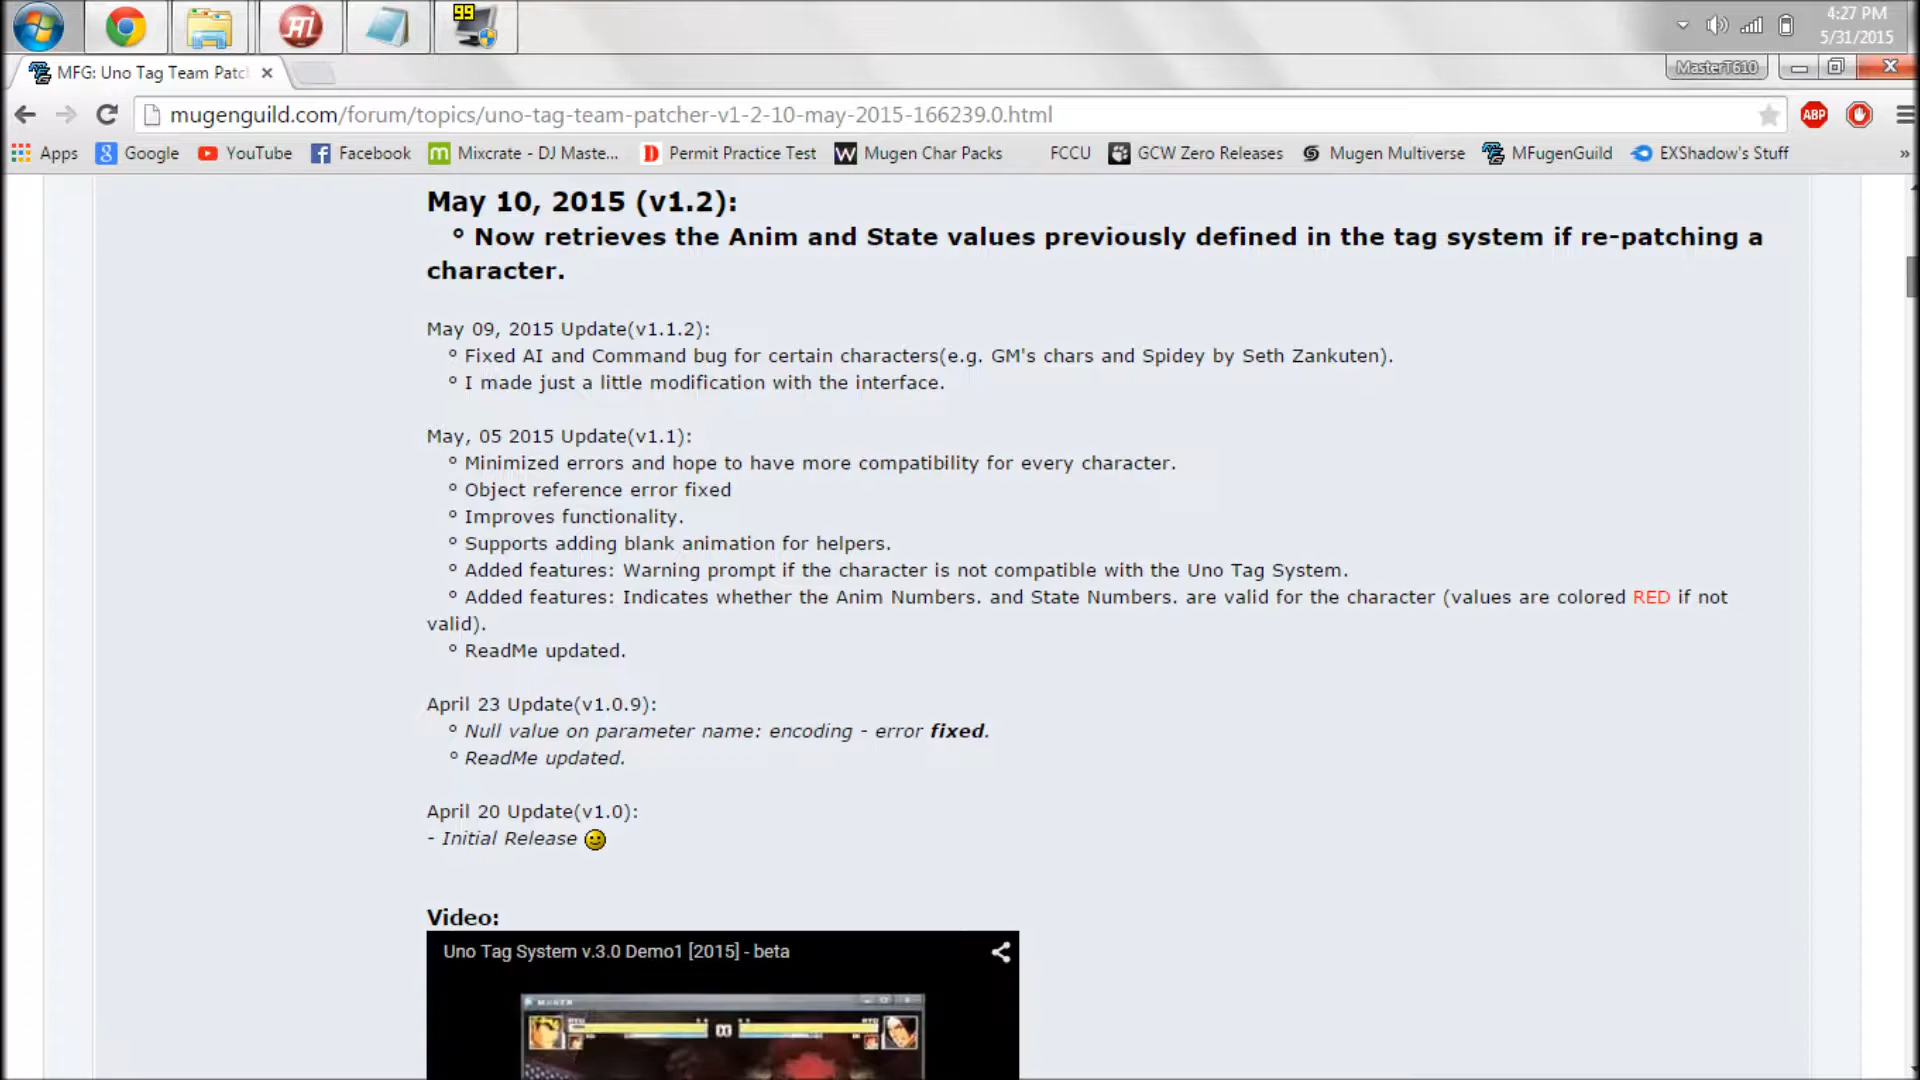 99
4:27 PM
5/31/2015
MFG: Uno Tag Team Patc
MasterT610
mugenguild.com/forum/topics/uno-tag-team-patcher-v1-2-10-may-2015-166239.0.html
ABP
Apps Google YouTube Facebook Mixcrate - DJ Maste... Permit Practice Test Mugen Char Packs FCCU GCW Zero Releases Mugen Multiverse MFugenGuild EXShadow's Stuff »
May 10, 2015 (v1.2):
° Now retrieves the Anim and State values previously defined in the tag system if re-patching a
character.
May 09, 2015 Update(v1.1.2):
° Fixed AI and Command bug for certain characters(e.g. GM's chars and Spidey by Seth Zankuten).
° I made just a little modification with the interface.
May, 05 2015 Update(v1.1):
° Minimized errors and hope to have more compatibility for every character.
° Object reference error fixed
° Improves functionality.
° Supports adding blank animation for helpers.
° Added features: Warning prompt if the character is not compatible with the Uno Tag System.
° Added features: Indicates whether the Anim Numbers. and State Numbers. are valid for the character (values are colored RED if not
valid).
° ReadMe updated.
April 23 Update(v1.0.9):
° Null value on parameter name: encoding - error fixed.
° ReadMe updated.
April 20 Update(v1.0):
- Initial Release
Video:
Uno Tag System v.3.0 Demo1 [2015] - beta